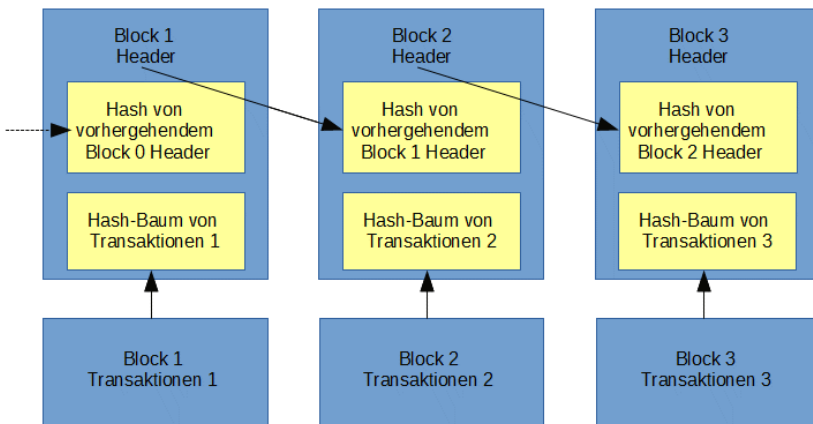 Block 1
Header
Hash von
vorhergehendem
Block 0 Header
Hash-Baum von
Transaktionen 1
Block 1
Transaktionen 1
Block 2
Header
Hash von
vorhergehendem
Block 1 Header
Hash-Baum von
Transaktionen 2
Block 2
Transaktionen 2
Block 3
Header
Hash von
vorhergehendem
Block 2 Header
Hash-Baum von
Transaktionen 3
Block 3
Transaktionen 3